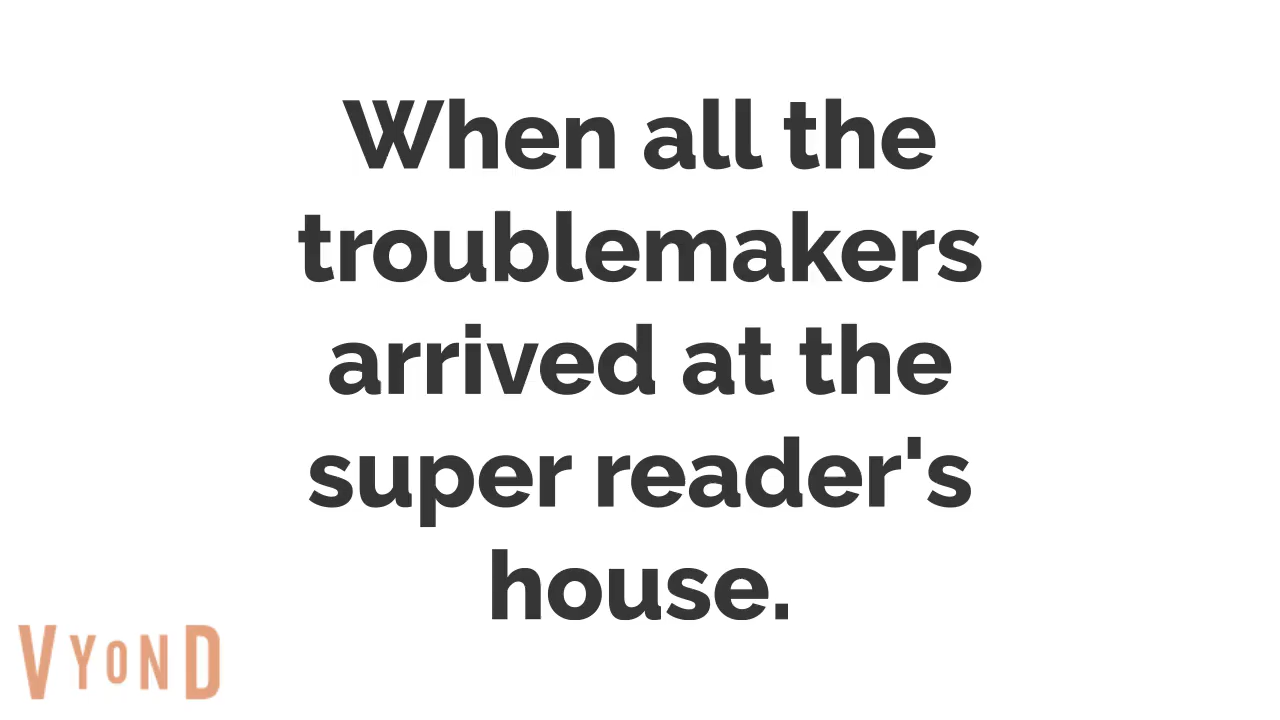 When all the
troublemakers
arrived at the
super reader's
house.
VYOND